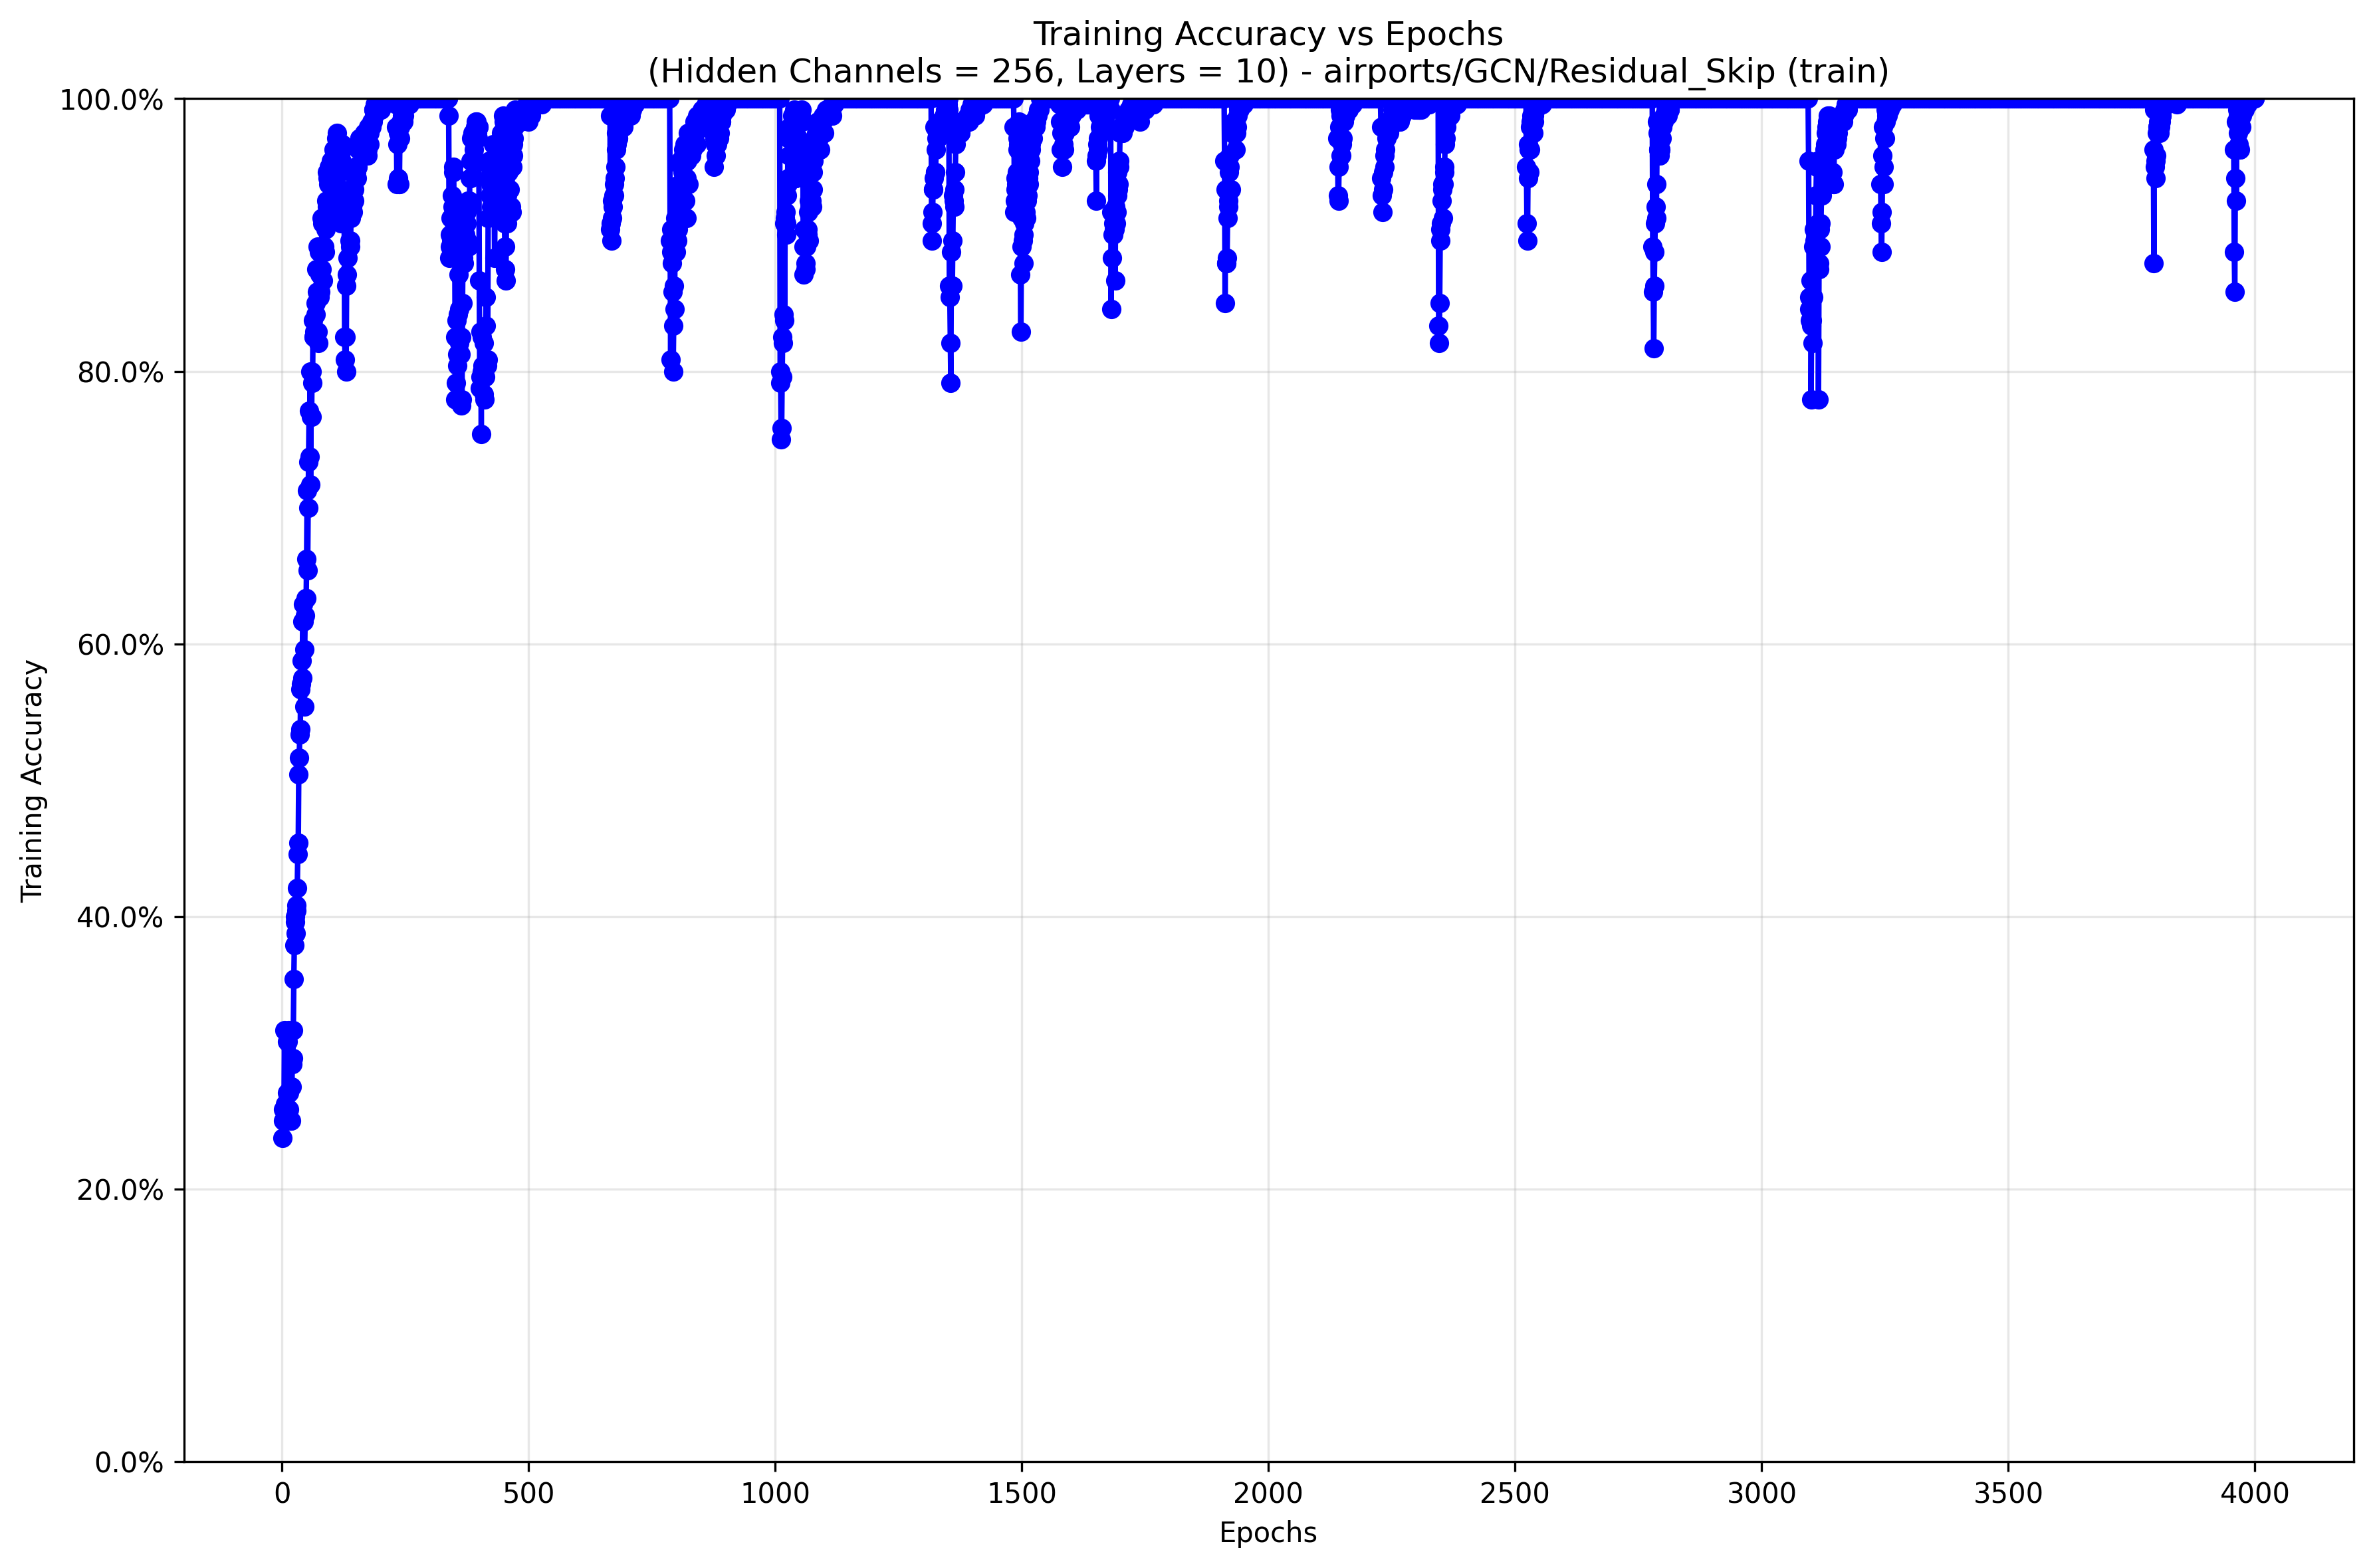 Training Accuracy vs Epochs
(Hidden Channels = 256, Layers = 10) - airports/GCN/Residual_Skip (train)
Training Accuracy
100.0%
80.0%
60.0%
40.0%
20.0%
0.0%
0 500 1000 1500 2000 2500 3000 3500 4000
Epochs